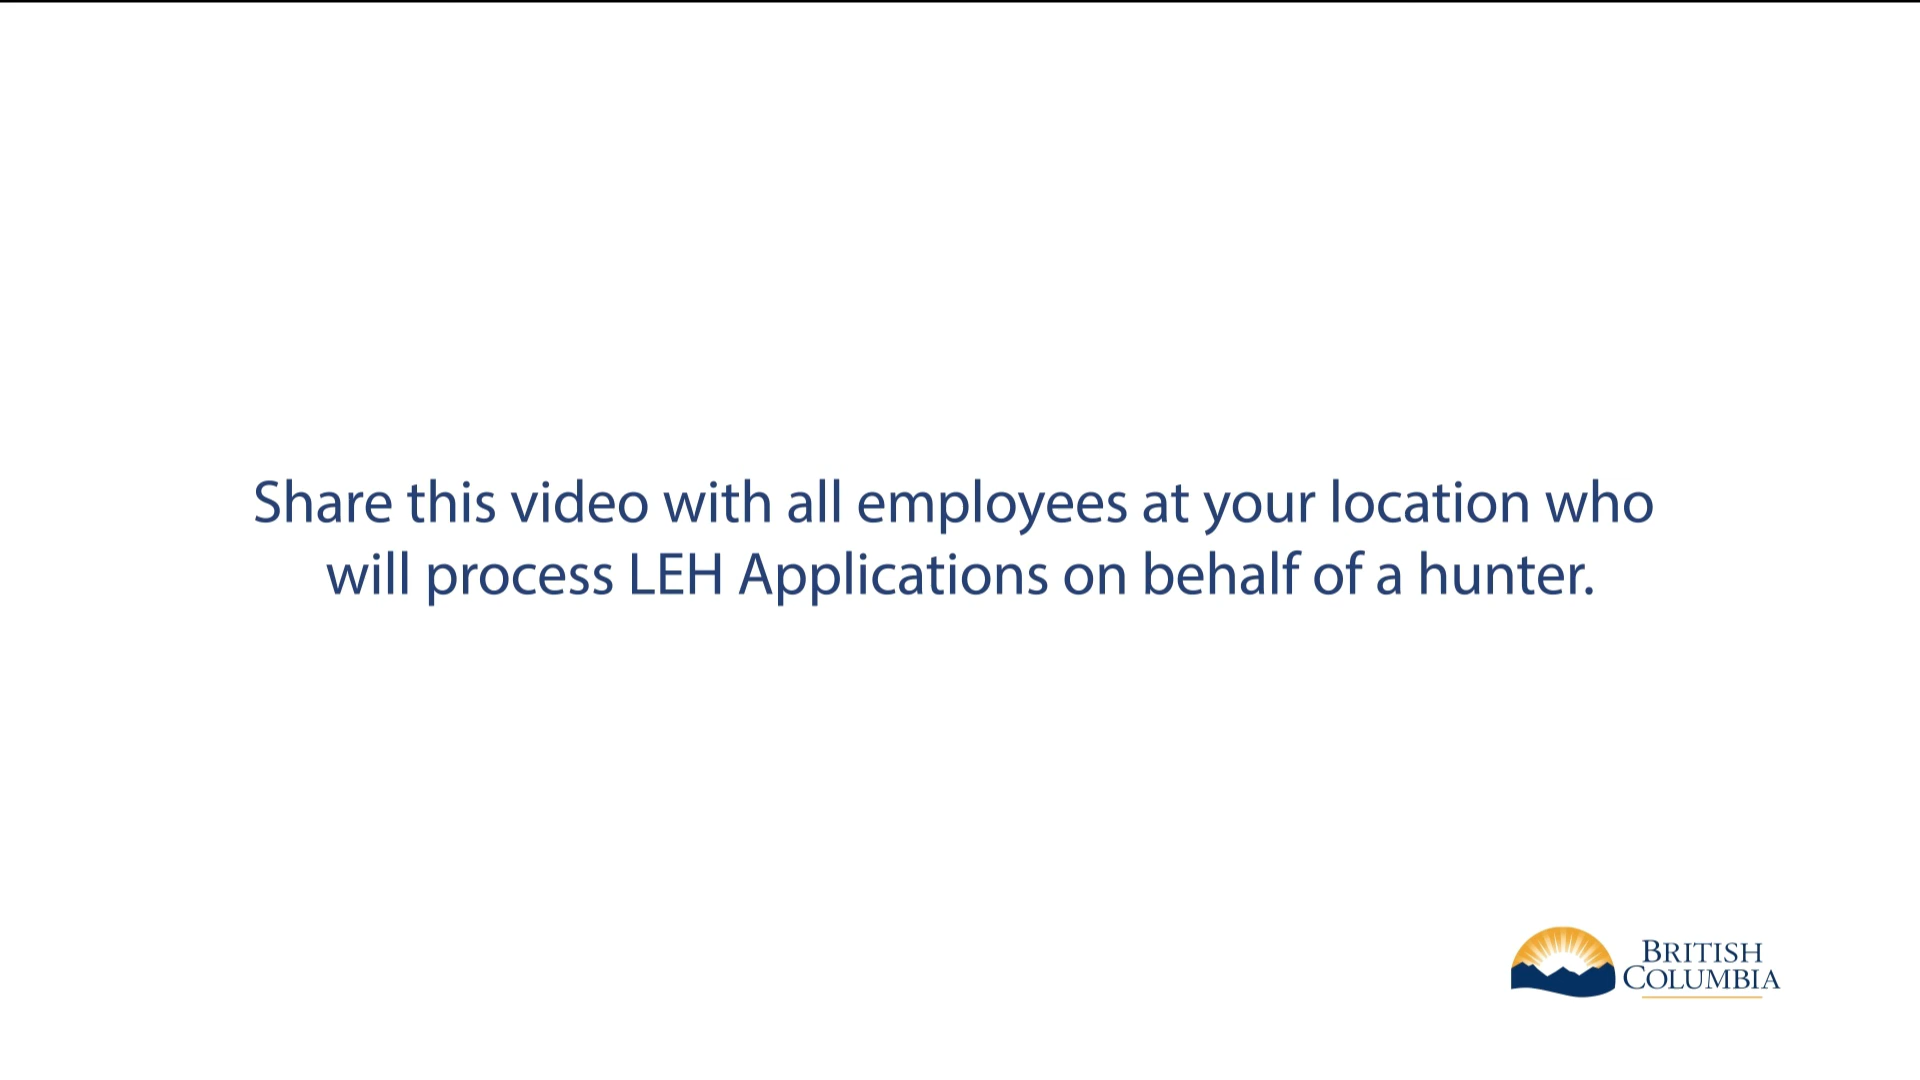 Share this video with all employees at your location who
will process LEH Applications on behalf of a hunter.
BRITISH
COLUMBIA